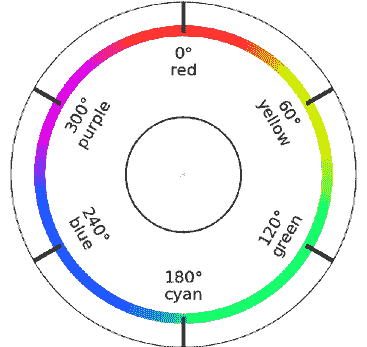 0°
red
60°
yellow
120°
green
180°
cyan
240°
blue
300°
purple